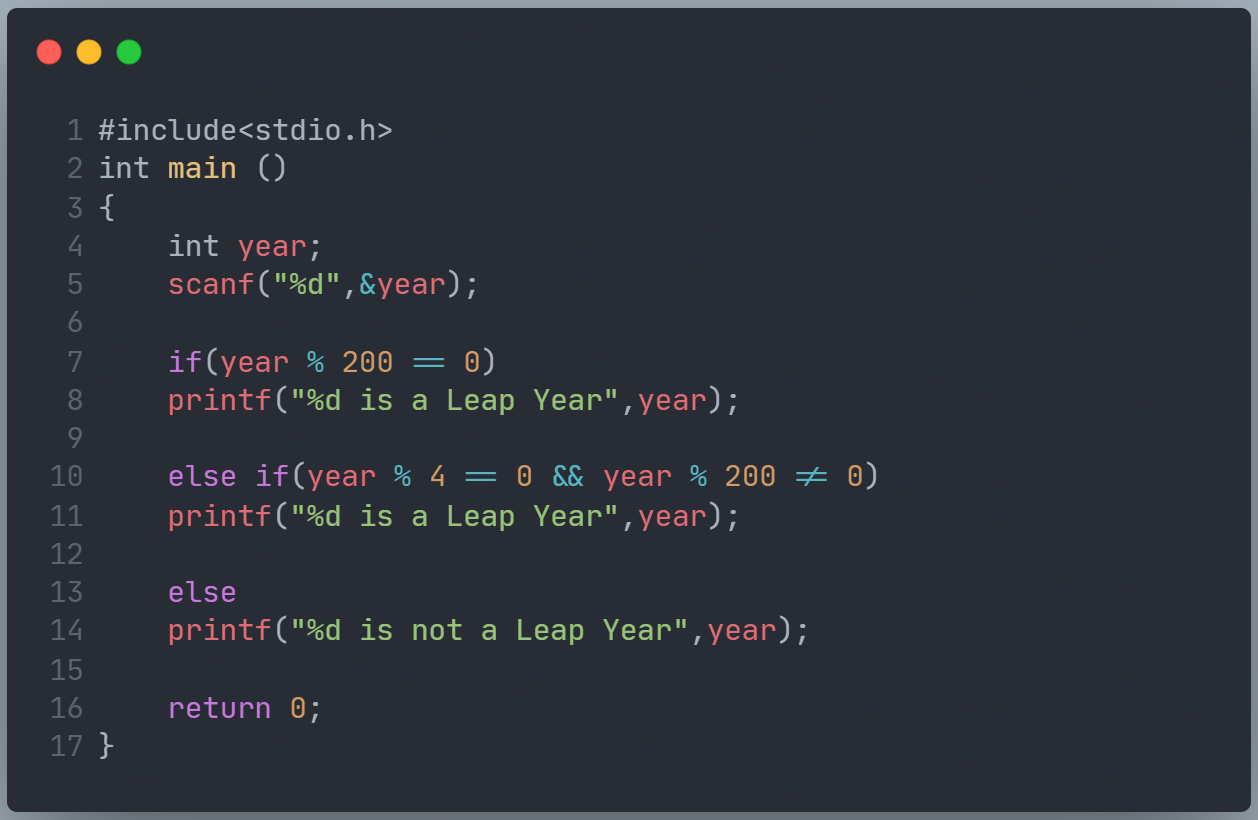 1 #include<stdio.h>
2 int main ()
3 {
4     int year;
5     scanf("%d",&year);
6
7     if(year % 200 == 0)
8     printf("%d is a Leap Year",year);
9
10     else if(year % 4 == 0 && year % 200 != 0)
11     printf("%d is a Leap Year",year);
12
13     else
14     printf("%d is not a Leap Year",year);
15
16     return 0;
17 }